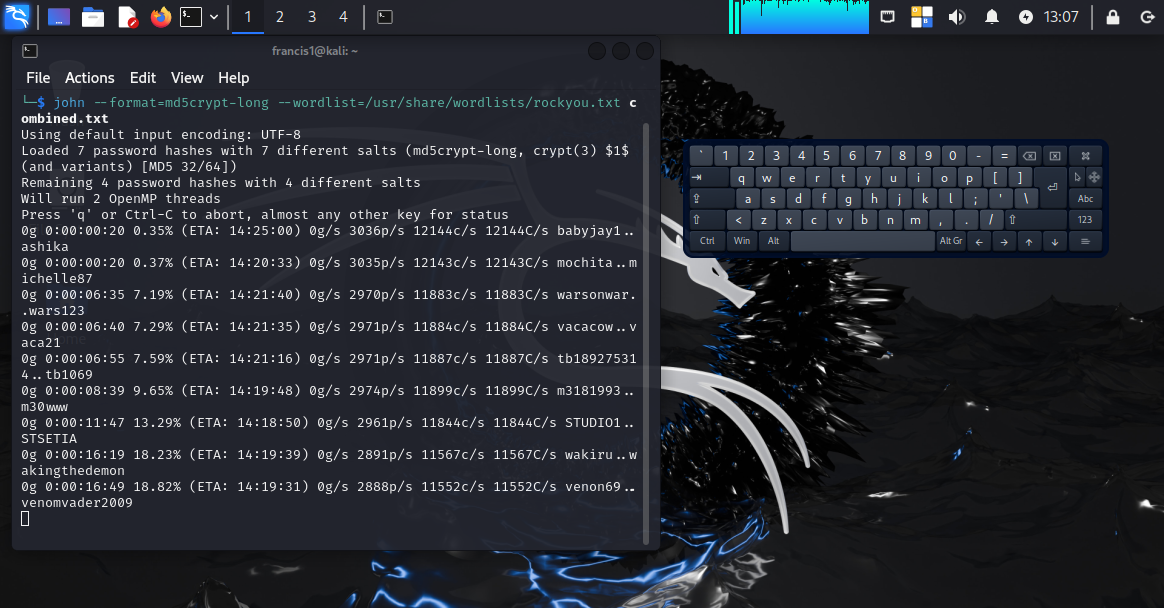 1 2 3 4
13:07
francis1@kali: ~
File Actions Edit View Help
└─$ john --format=md5crypt-long --wordlist=/usr/share/wordlists/rockyou.txt c
ombined.txt
Using default input encoding: UTF-8
Loaded 7 password hashes with 7 different salts (md5crypt-long, crypt(3) $1$
(and variants) [MD5 32/64])
Remaining 4 password hashes with 4 different salts
Will run 2 OpenMP threads
Press 'q' or Ctrl-C to abort, almost any other key for status
0g 0:00:00:20 0.35% (ETA: 14:25:00) 0g/s 3036p/s 12144c/s 12144C/s babyjay1..
ashika
0g 0:00:00:20 0.37% (ETA: 14:20:33) 0g/s 3035p/s 12143c/s 12143C/s mochita..m
ichelle87
0g 0:00:06:35 7.19% (ETA: 14:21:40) 0g/s 2970p/s 11883c/s 11883C/s warsonwar.
.wars123
0g 0:00:06:40 7.29% (ETA: 14:21:35) 0g/s 2971p/s 11884c/s 11884C/s vacacow..v
aca21
0g 0:00:06:55 7.59% (ETA: 14:21:16) 0g/s 2971p/s 11887c/s 11887C/s tb18927531
4..tb1069
0g 0:00:08:39 9.65% (ETA: 14:19:48) 0g/s 2974p/s 11899c/s 11899C/s m3181993..
m30www
0g 0:00:11:47 13.29% (ETA: 14:18:50) 0g/s 2961p/s 11844c/s 11844C/s STUDIO1..
STSETIA
0g 0:00:16:19 18.23% (ETA: 14:19:39) 0g/s 2891p/s 11567c/s 11567C/s wakiru..w
akingthedemon
0g 0:00:16:49 18.82% (ETA: 14:19:31) 0g/s 2888p/s 11552c/s 11552C/s venon69..
venomvader2009
` 1 2 3 4 5 6 7 8 9 0 - =
q w e r t y u i o p [ ]
a s d f g h j k l ; ' \ Abc
< z x c v b n m , . / 123
Ctrl Win Alt Alt Gr